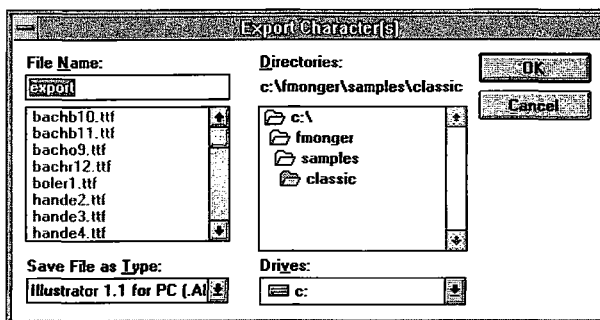 Export Character(s)
File Name:
export
bachb10.ttf
bachb11.ttf
bacho9.ttf
bachr12.ttf
boler1.ttf
hande2.ttf
hande3.ttf
hande4.ttf
Save File as Type:
Illustrator 1.1 for PC (.AI
Directories:
c:\fmonger\samples\classic
c:\
fmonger
samples
classic
Drives:
c:
OK
Cancel